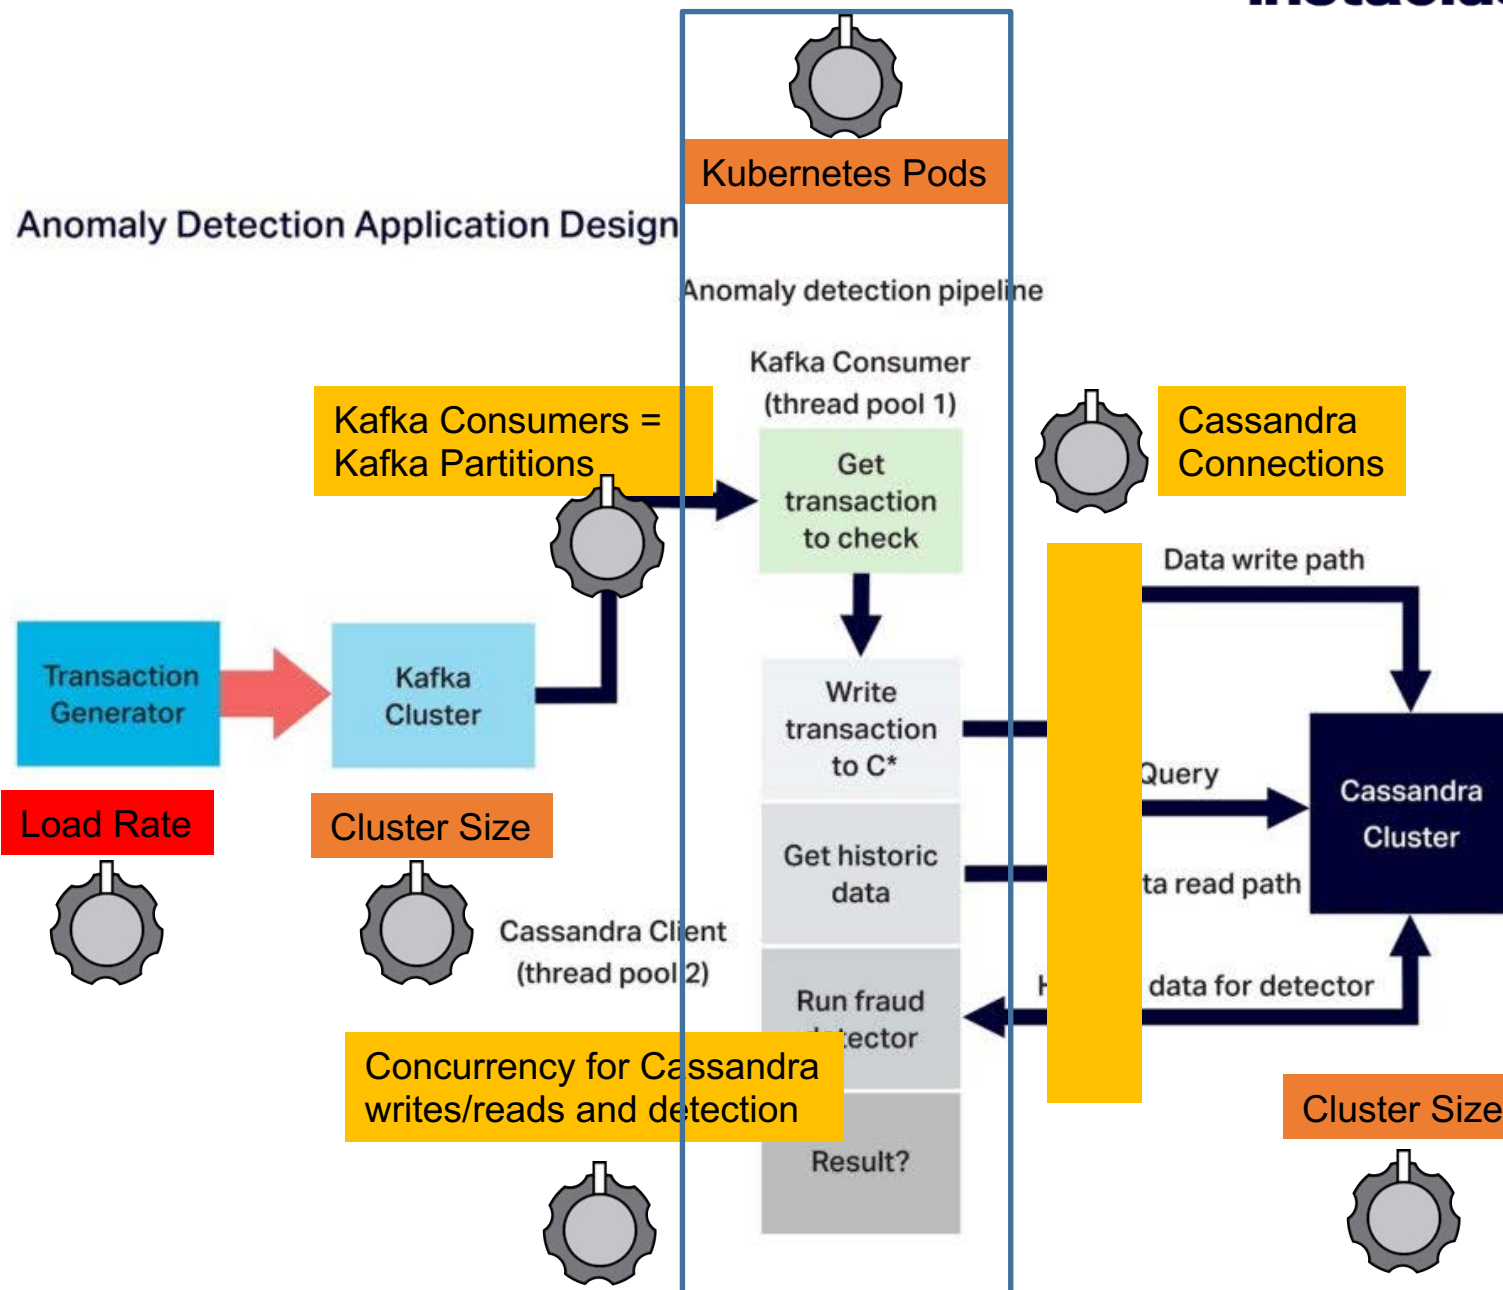 Kubernetes Pods
Anomaly Detection Application Design
Anomaly detection pipeline
Kafka Consumer
(thread pool 1)
Kafka Consumers =
Kafka Partitions
Cassandra
Connections
Get
transaction
to check
Data write path
Transaction
Generator
Kafka
Cluster
Write
transaction
to C*
Query
Cassandra
Cluster
Load Rate
Cluster Size
Get historic
data
read path
Cassandra Client
(thread pool 2)
Run fraud
data for detector
Concurrency for Cassandra
writes/reads and detection
Cluster Size
Result?